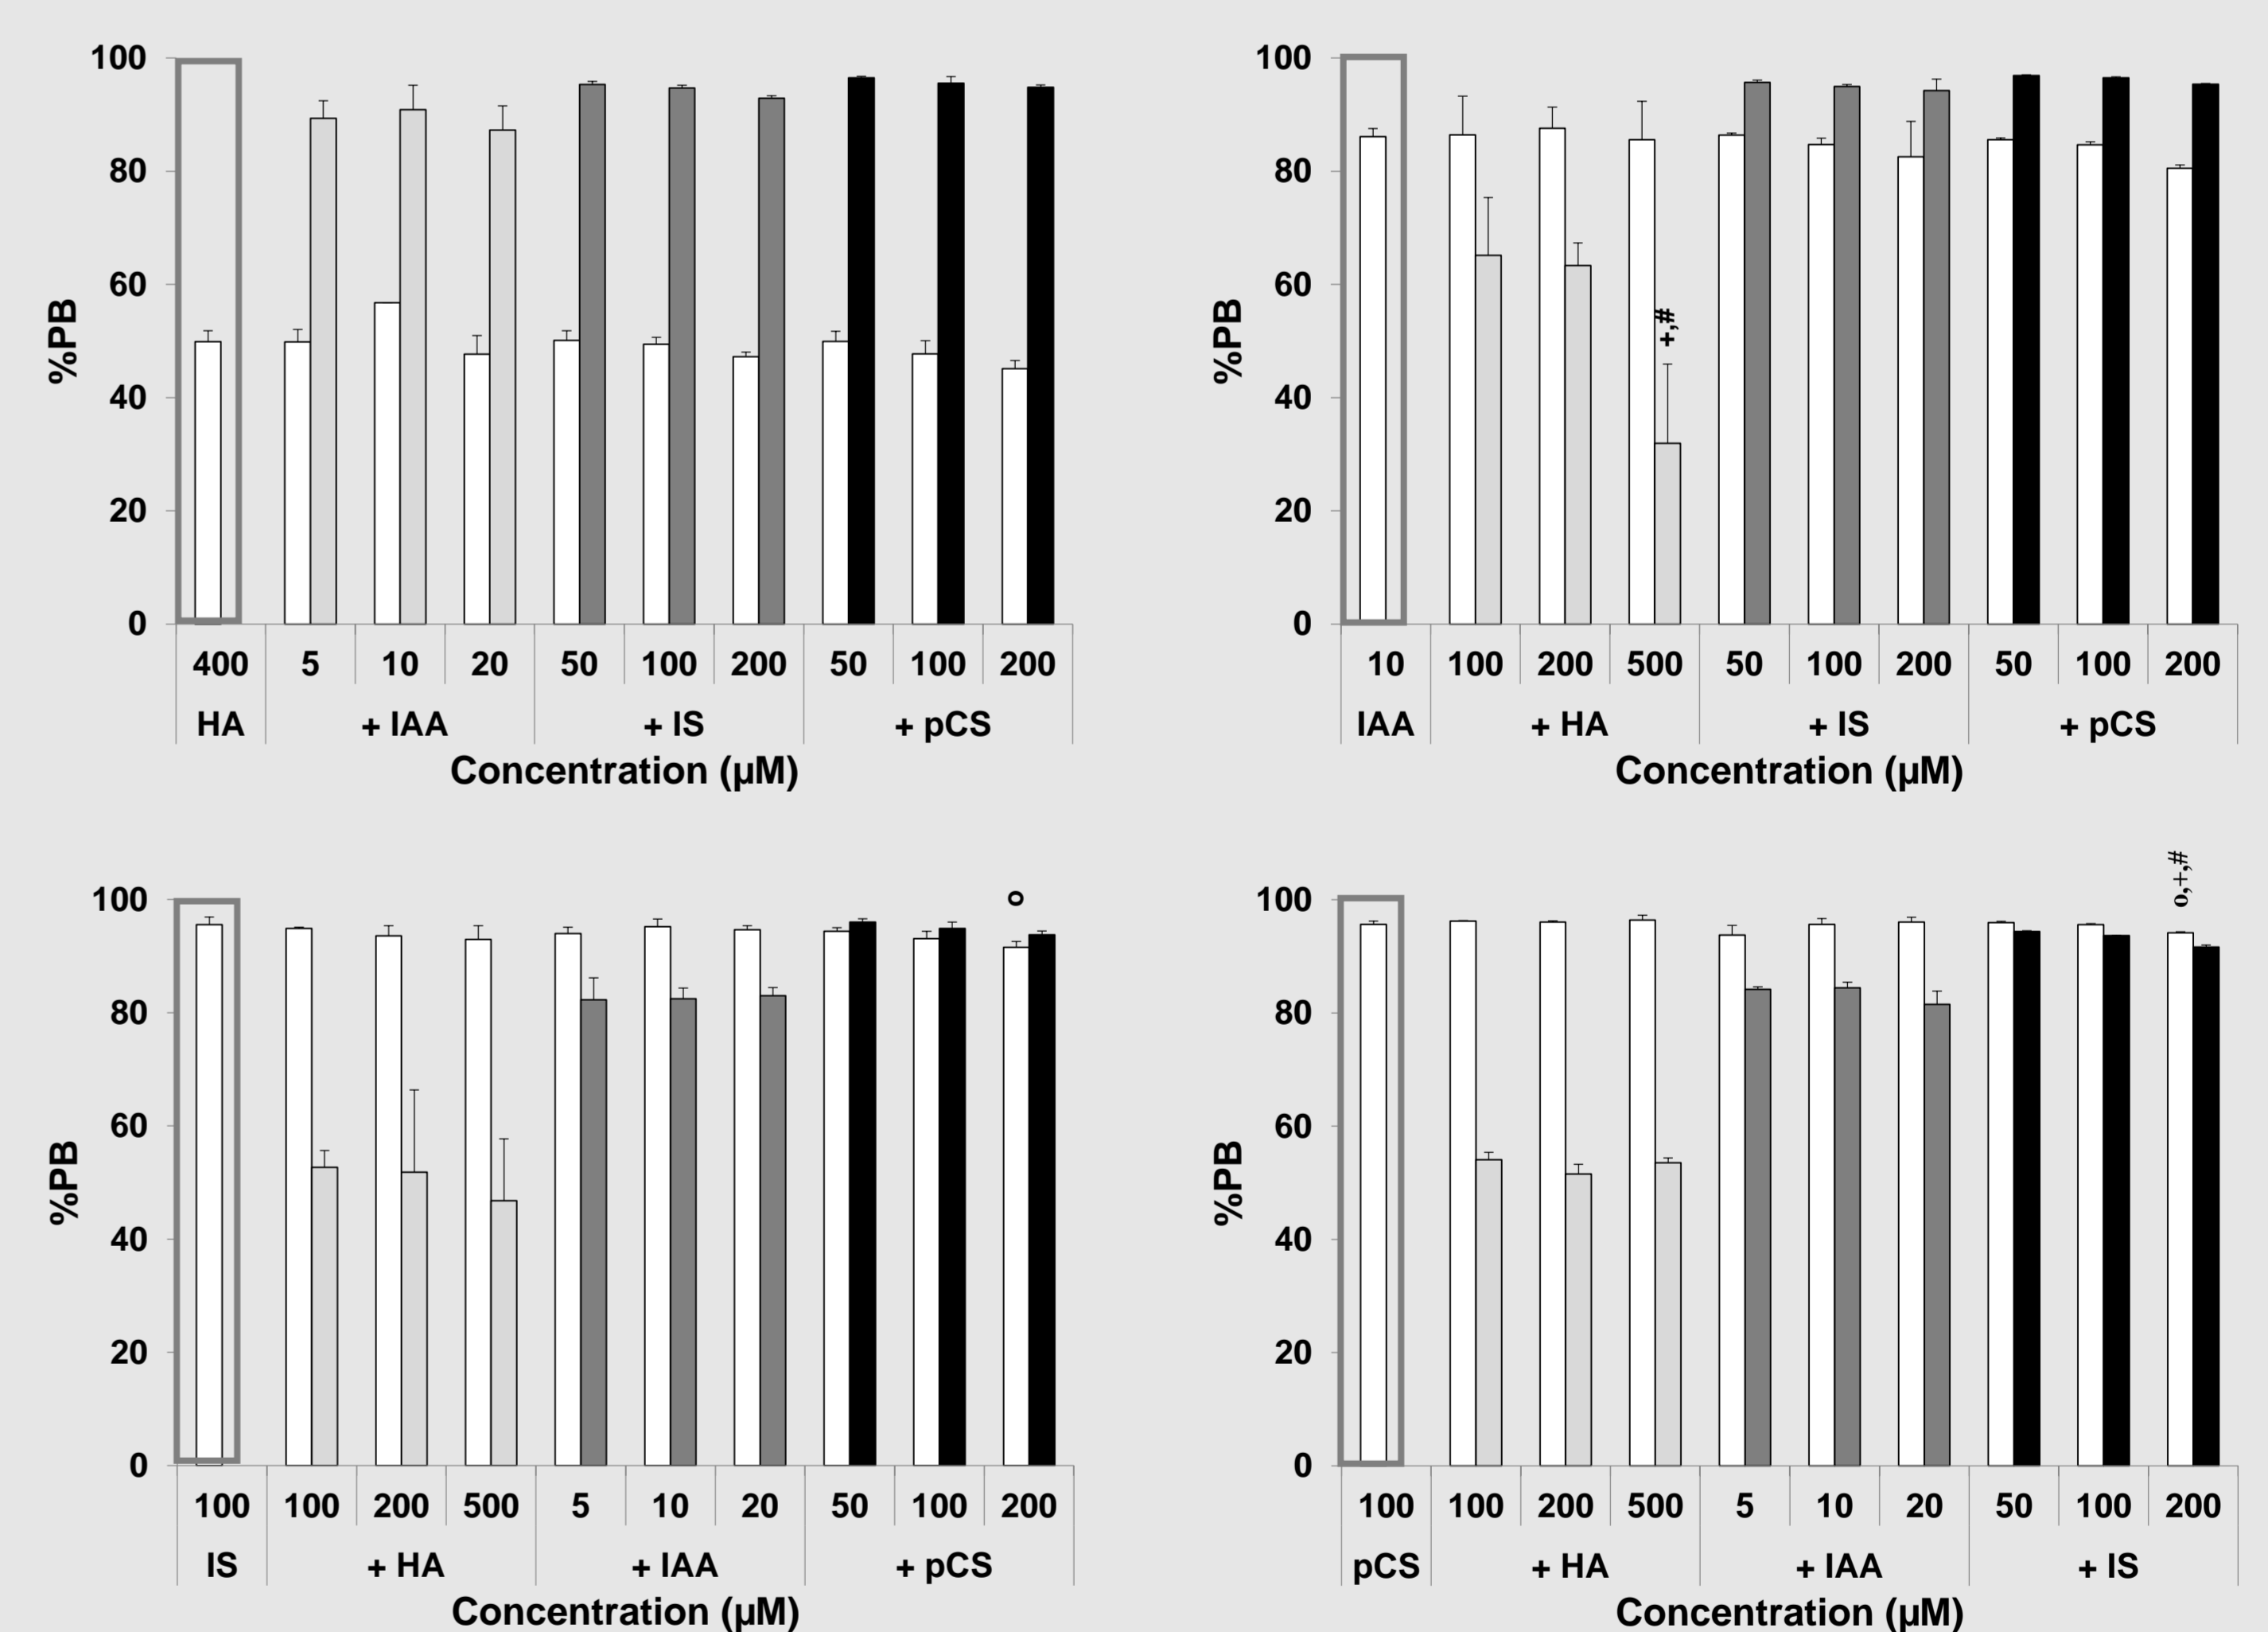 100
80
60
40
20
0
%PB
400 5 10 20 50 100 200 50 100 200
HA + IAA + IS + pCS
Concentration (µM)
100
80
60
40
20
0
%PB
+,#
10 100 200 500 50 100 200 50 100 200
IAA + HA + IS + pCS
Concentration (µM)
100
80
60
40
20
0
%PB
o
100 100 200 500 5 10 20 50 100 200
IS + HA + IAA + pCS
Concentration (µM)
100
80
60
40
20
0
%PB
o,+,#
100 100 200 500 5 10 20 50 100 200
pCS + HA + IAA + IS
Concentration (µM)